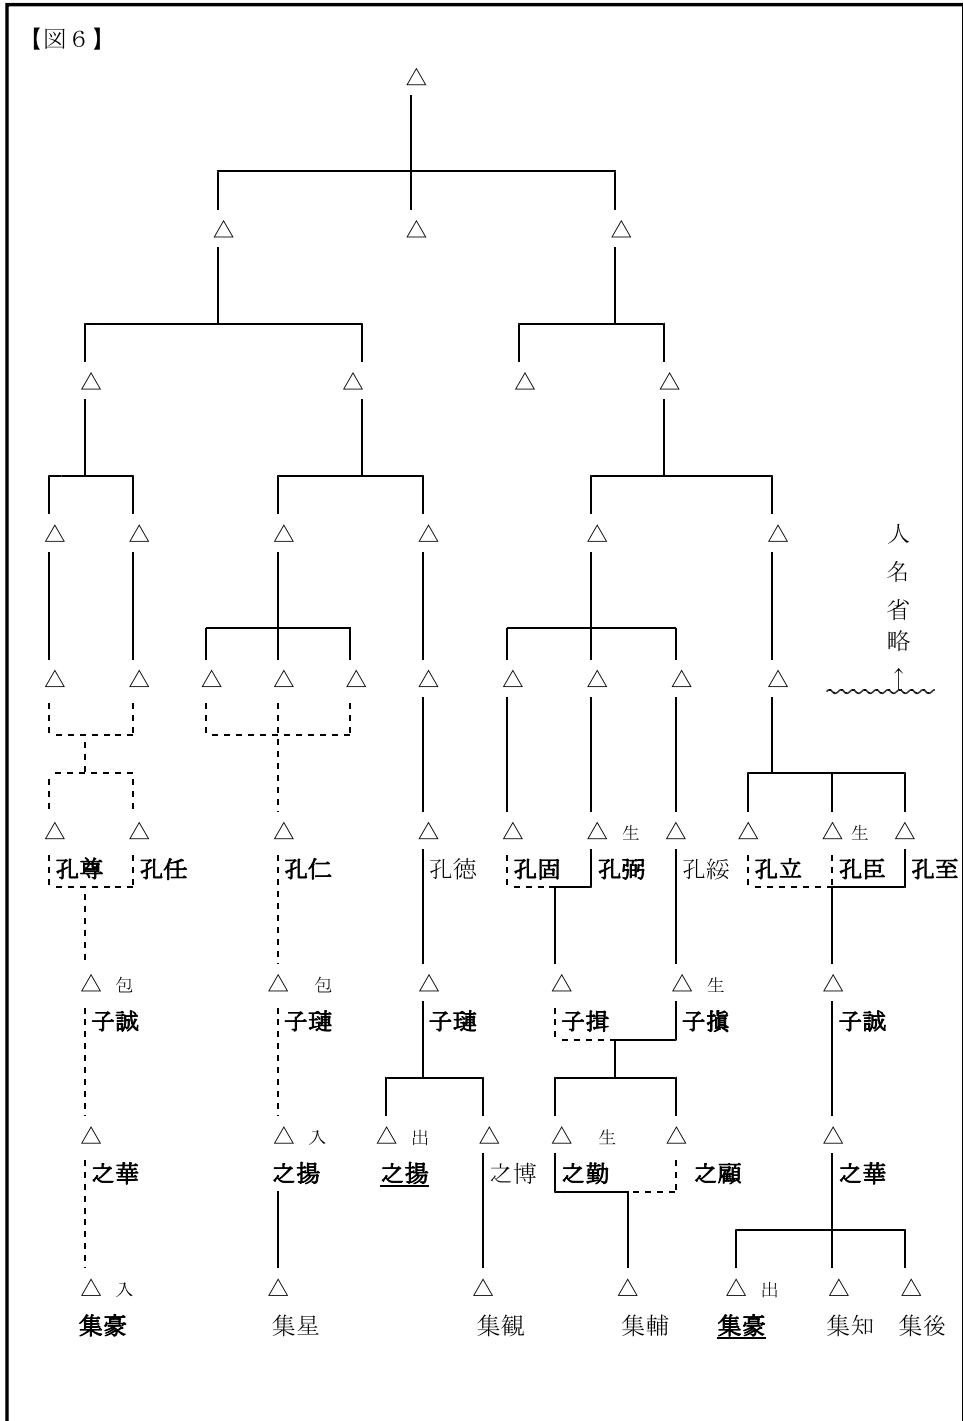 【図６】
人名省略
↑
生 生
孔尊 孔任 孔仁 孔徳 孔固 孔弼 孔綏 孔立 孔臣 孔至
包 包 生
子誠 子璉 子璉 子揖 子搷 子誠
入 出 生
之華 之揚 之揚 之博 之勤 之顧 之華
入 出
集豪 集星 集観 集輔 集豪 集知 集後